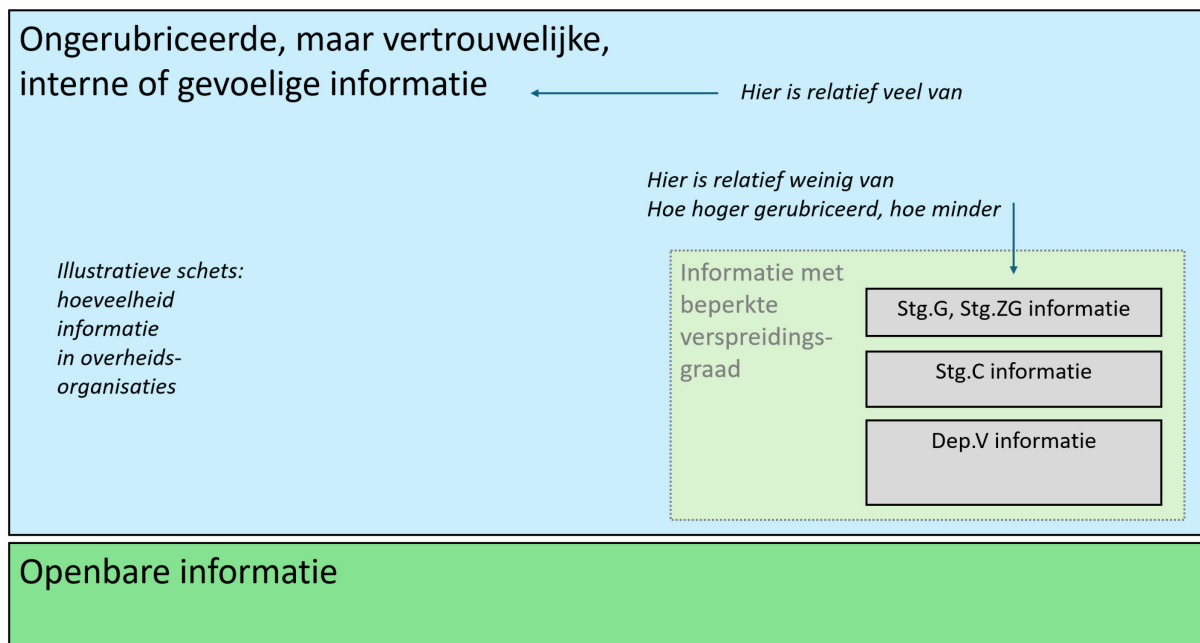 Ongerubriceerde, maar vertrouwelijke,
interne of gevoelige informatie
Hier is relatief veel van
Hier is relatief weinig van
Hoe hoger gerubriceerd, hoe minder
Illustratieve schets:
hoeveelheid
informatie
in overheids-
organisaties
Informatie met
beperkte
verspreidings-
graad
Stg.G, Stg.ZG informatie
Stg.C informatie
Dep.V informatie
Openbare informatie